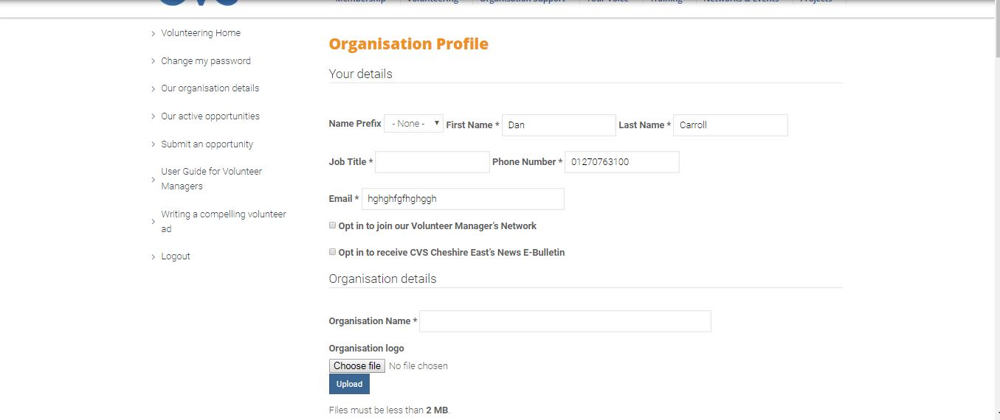 Membership Volunteering Organisation Support Your Voice Training Networks & Events Projects
Volunteering Home
Change my password
Our organisation details
Our active opportunities
Submit an opportunity
User Guide for Volunteer
Managers
Writing a compelling volunteer
ad
Logout
Organisation Profile
Your details
Name Prefix - None - First Name * Dan Last Name * Carroll
Job Title * Phone Number * 01270763100
Email * hghghfgfhghggh
Opt in to join our Volunteer Manager’s Network
Opt in to receive CVS Cheshire East’s News E-Bulletin
Organisation details
Organisation Name *
Organisation logo
Choose file No file chosen
Upload
Files must be less than 2 MB.